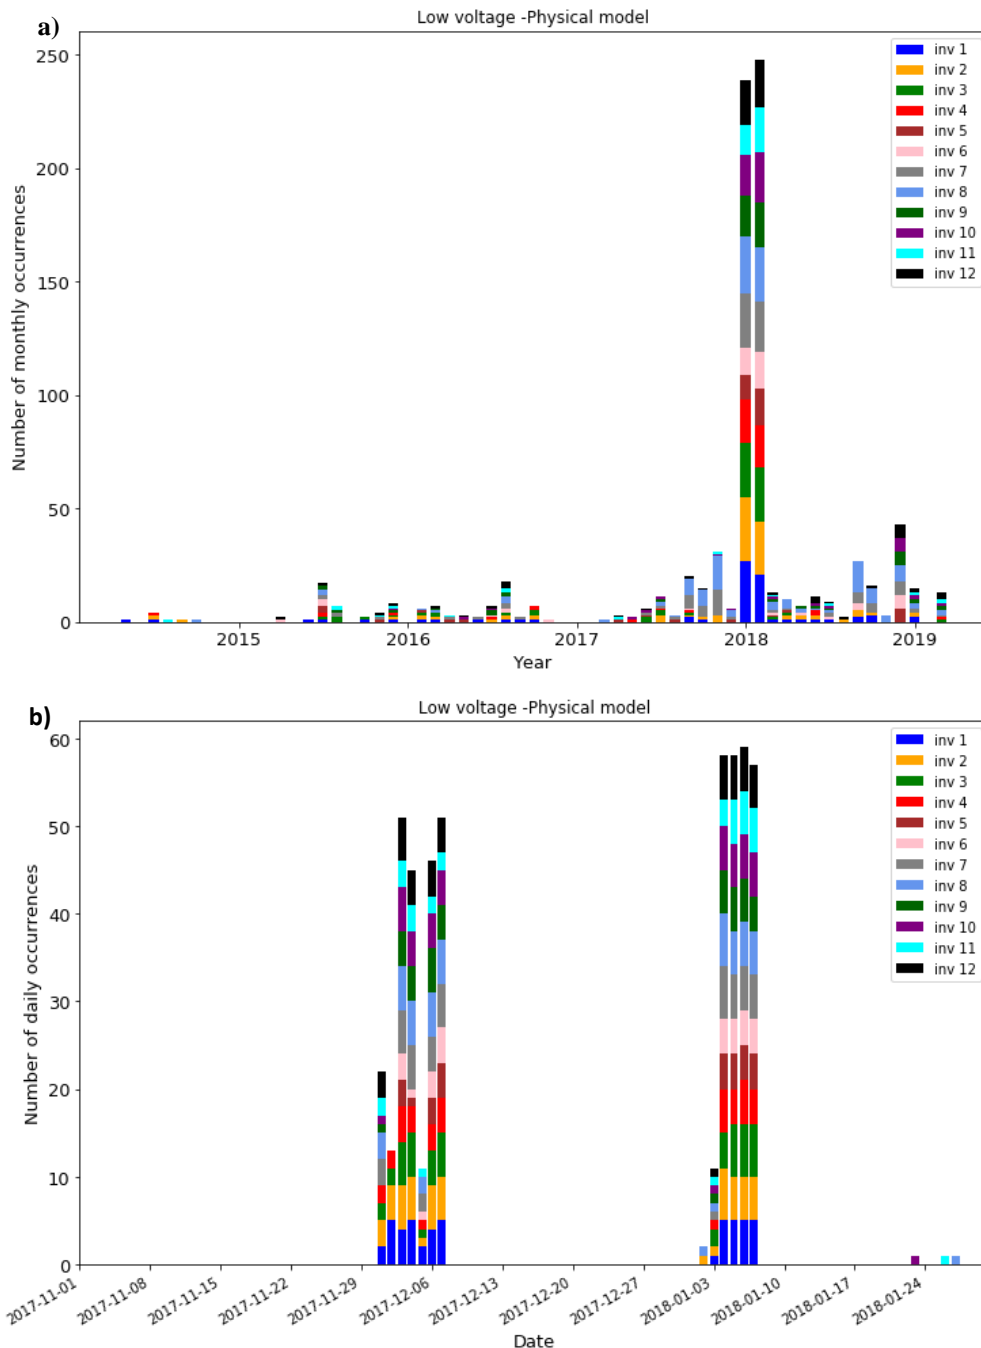 a)
Low voltage -Physical model
250
200
150
100
50
0
Number of monthly occurrences
inv 1
inv 2
inv 3
inv 4
inv 5
inv 6
inv 7
inv 8
inv 9
inv 10
inv 11
inv 12
2015
2016
2017
2018
2019
Year
b)
Low voltage -Physical model
60
50
40
30
20
10
0
Number of daily occurrences
inv 1
inv 2
inv 3
inv 4
inv 5
inv 6
inv 7
inv 8
inv 9
inv 10
inv 11
inv 12
2017-11-01
2017-11-08
2017-11-15
2017-11-22
2017-11-29
2017-12-06
2017-12-13
2017-12-20
2017-12-27
2018-01-03
2018-01-10
2018-01-17
2018-01-24
Date